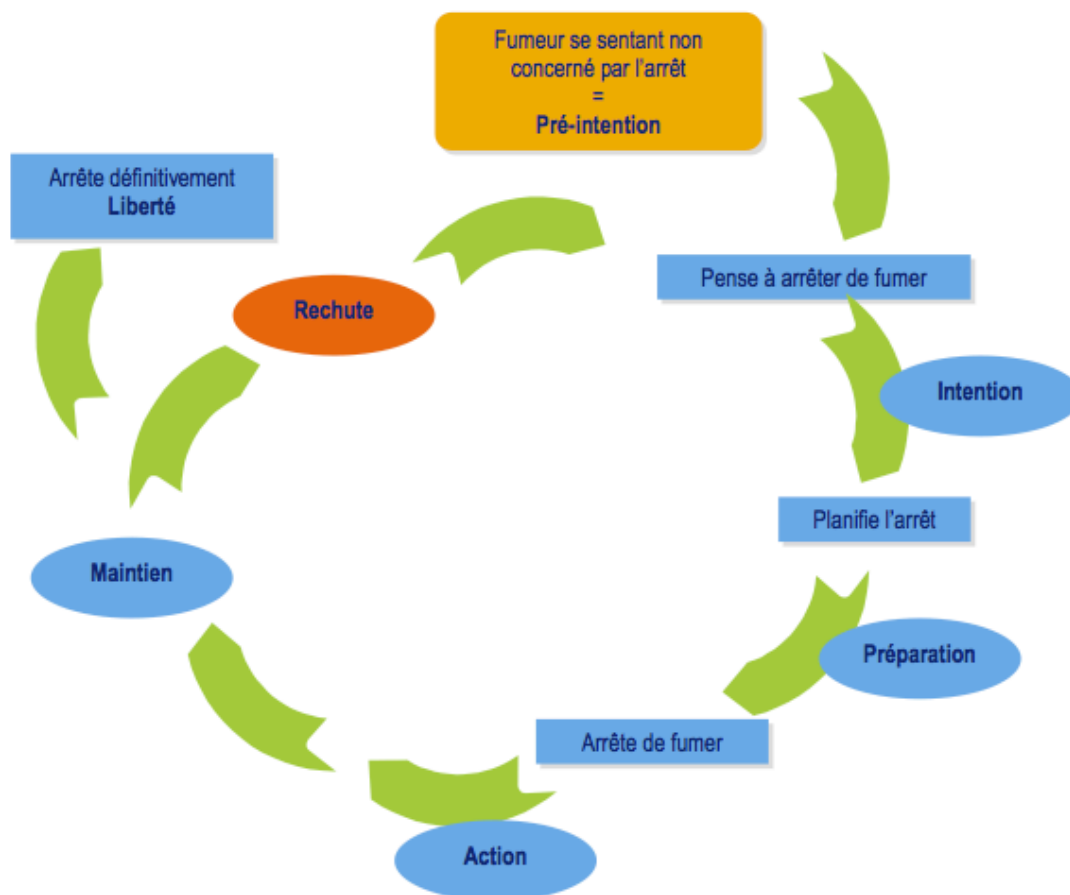 Fumeur se sentant non
concerné par l'arrêt
=
Pré-intention
Arrête définitivement
Liberté
Pense à arrêter de fumer
Rechute
Intention
Planifie l'arrêt
Maintien
Préparation
Arrête de fumer
Action